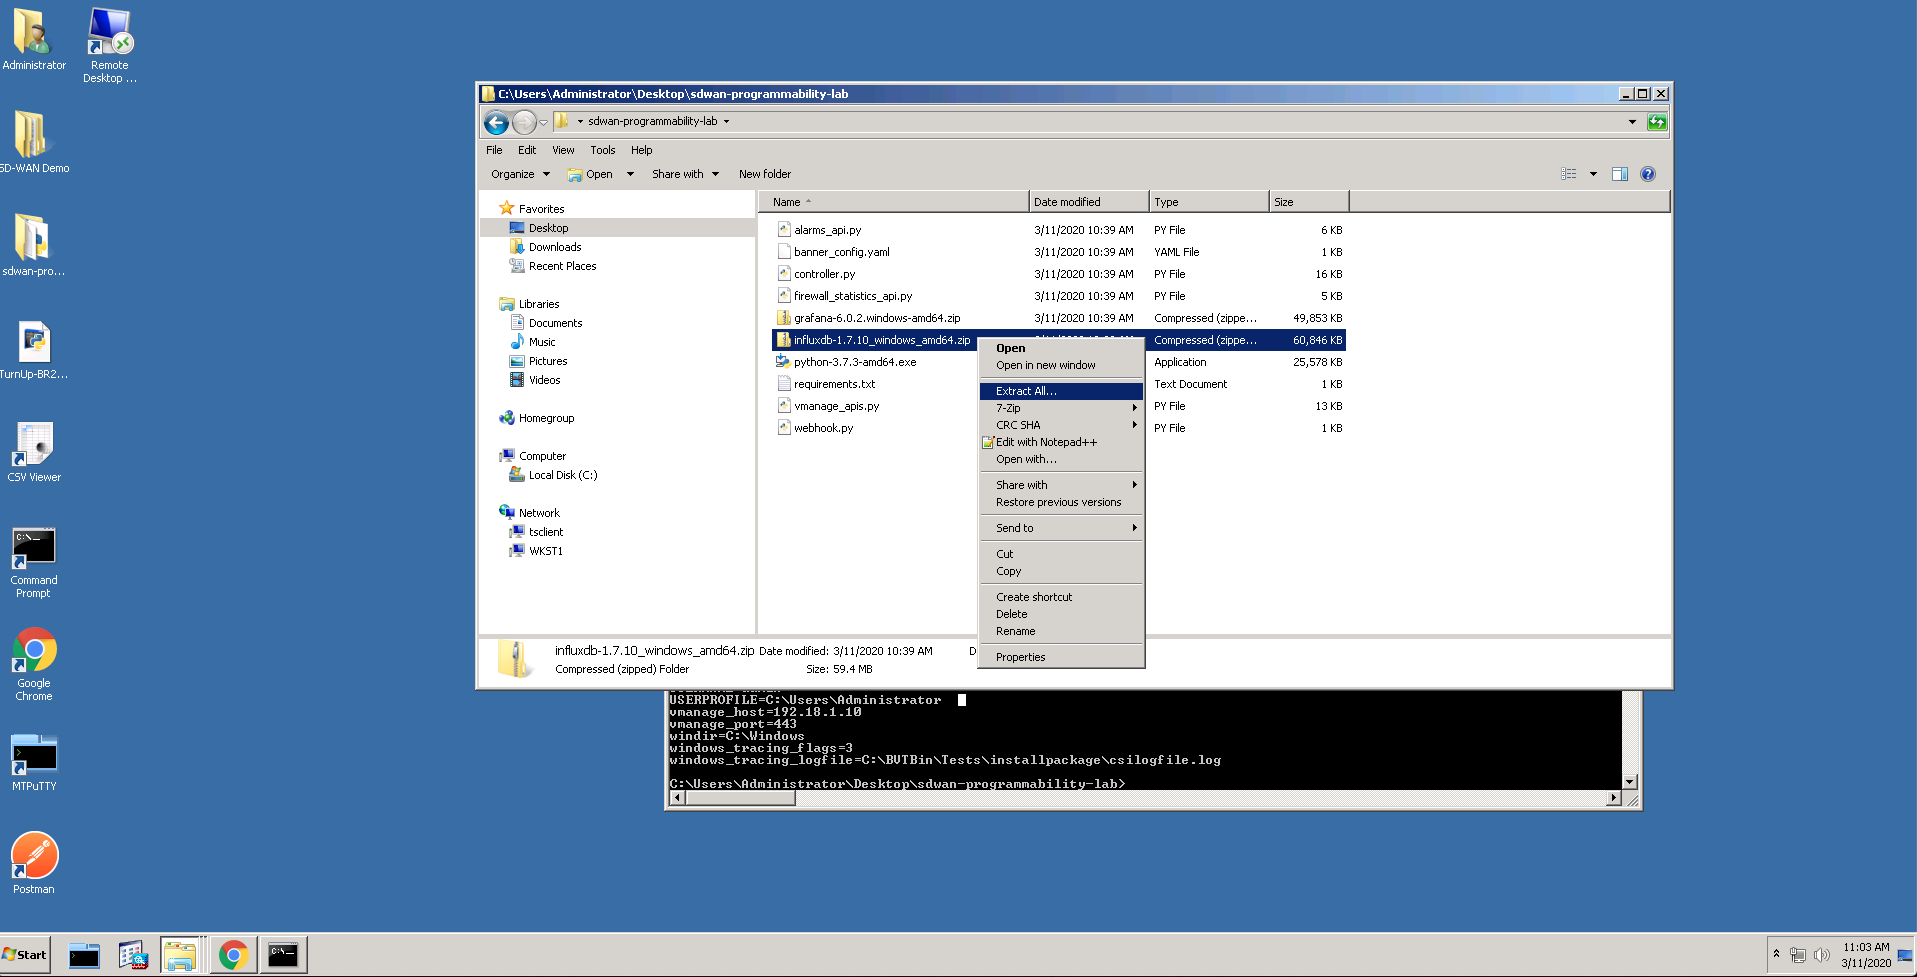 Administrator
Remote
Desktop ...
SD-WAN Demo
sdwan-pro...
TurnUp-BR2...
CSV Viewer
C:\_
Command
Prompt
Google
Chrome
MTPuTTY
Postman
C:\Users\Administrator\Desktop\sdwan-programmability-lab
sdwan-programmability-lab
File Edit View Tools Help
Organize Open Share with New folder
Favorites
Desktop
Downloads
Recent Places
Libraries
Documents
Music
Pictures
Videos
Homegroup
Computer
Local Disk (C:)
Network
tsclient
WKST1
Name Date modified Type Size
alarms_api.py 3/11/2020 10:39 AM PY File 6 KB
banner_config.yaml 3/11/2020 10:39 AM YAML File 1 KB
controller.py 3/11/2020 10:39 AM PY File 16 KB
firewall_statistics_api.py 3/11/2020 10:39 AM PY File 5 KB
grafana-6.0.2.windows-amd64.zip 3/11/2020 10:39 AM Compressed (zippe... 49,853 KB
influxdb-1.7.10_windows_amd64.zip Compressed (zippe... 60,846 KB
python-3.7.3-amd64.exe Application 25,578 KB
requirements.txt Text Document 1 KB
vmanage_apis.py PY File 13 KB
webhook.py PY File 1 KB
Open
Open in new window
Extract All...
7-Zip
CRC SHA
Edit with Notepad++
Open with...
Share with
Restore previous versions
Send to
Cut
Copy
Create shortcut
Delete
Rename
Properties
influxdb-1.7.10_windows_amd64.zip Date modified: 3/11/2020 10:39 AM D
Compressed (zipped) Folder Size: 59.4 MB
USERPROFILE=C:\Users\Administrator
vmanage_host=192.18.1.10
vmanage_port=443
windir=C:\Windows
windows_tracing_flags=3
windows_tracing_logfile=C:\BVTBin\Tests\installpackage\csilogfile.log
C:\Users\Administrator\Desktop\sdwan-programmability-lab>
Start
C:\_
11:03 AM
3/11/2020